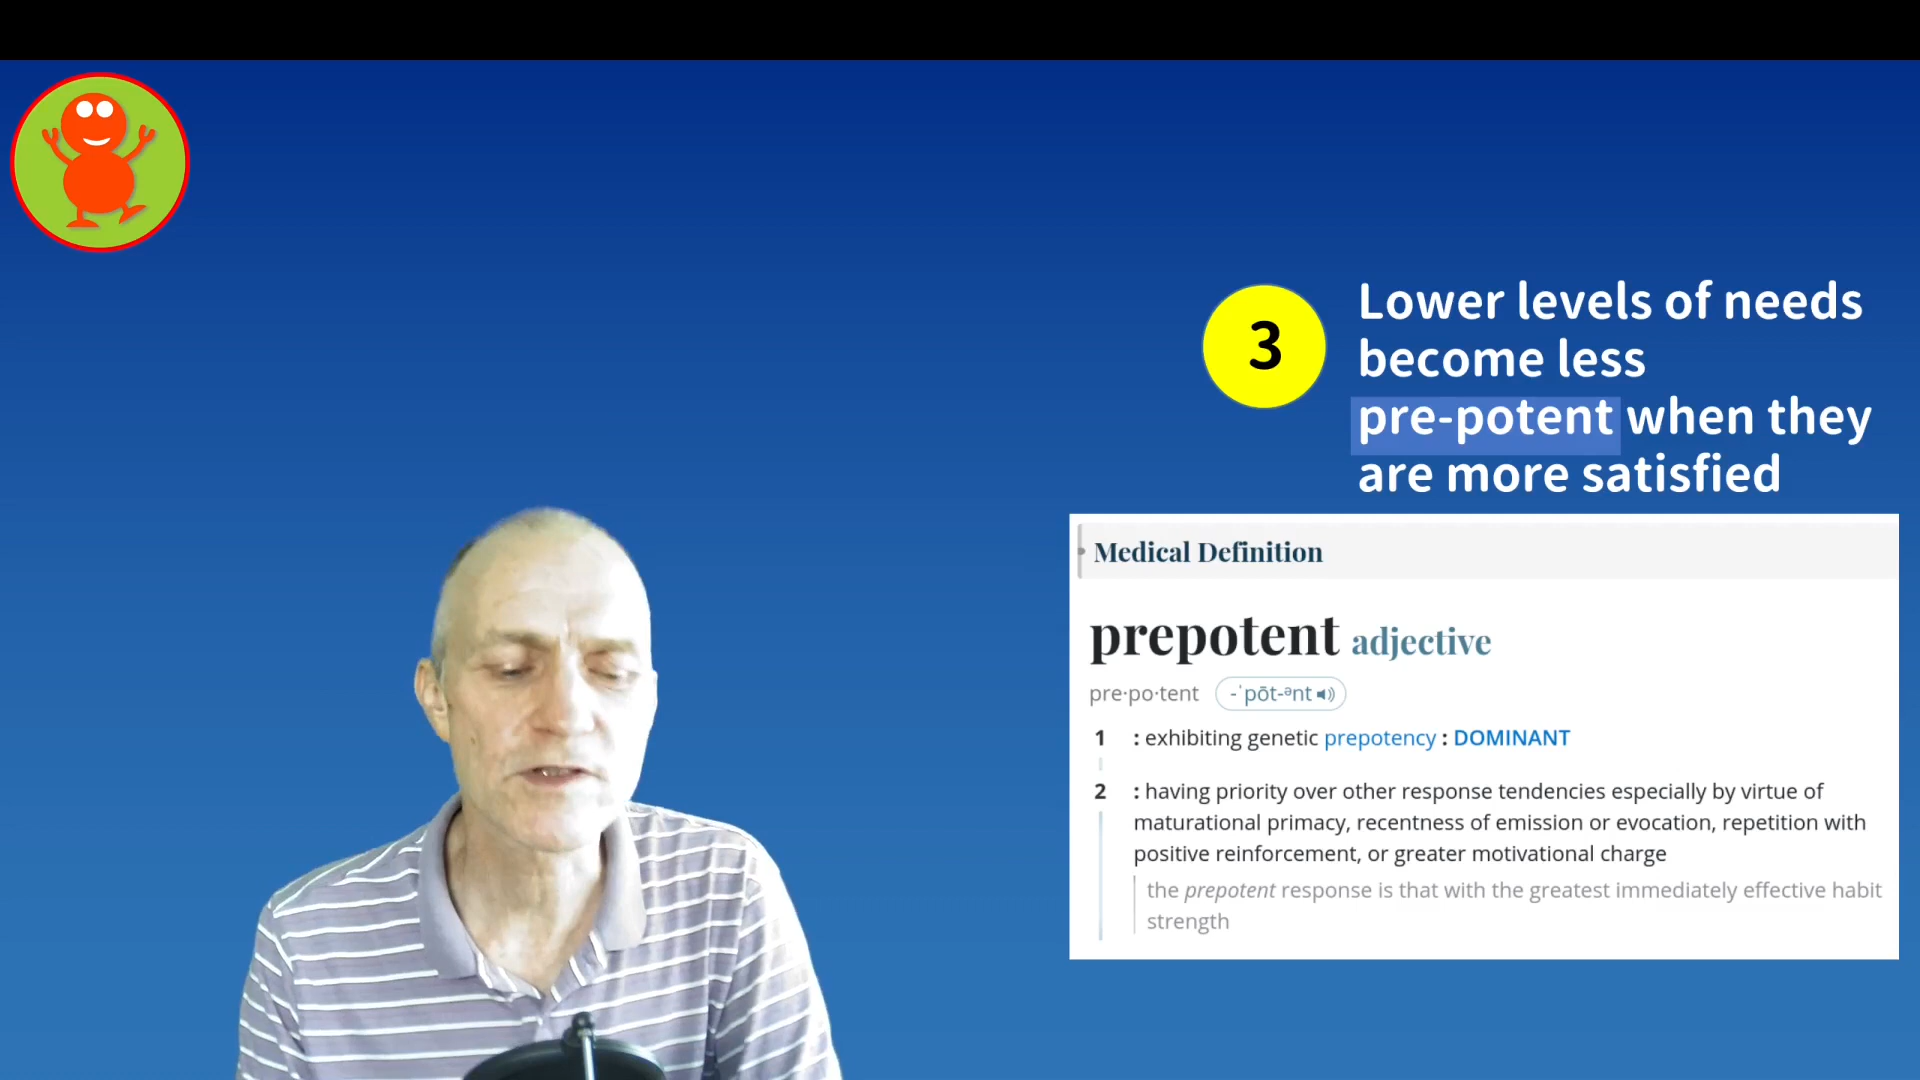 3
Lower levels of needs
become less
pre-potent when they
are more satisfied
Medical Definition
prepotent adjective
pre·po·tent -ˈpōt-ᵊnt
1 : exhibiting genetic prepotency : DOMINANT
2 : having priority over other response tendencies especially by virtue of
maturational primacy, recentness of emission or evocation, repetition with
positive reinforcement, or greater motivational charge
the prepotent response is that with the greatest immediately effective habit
strength